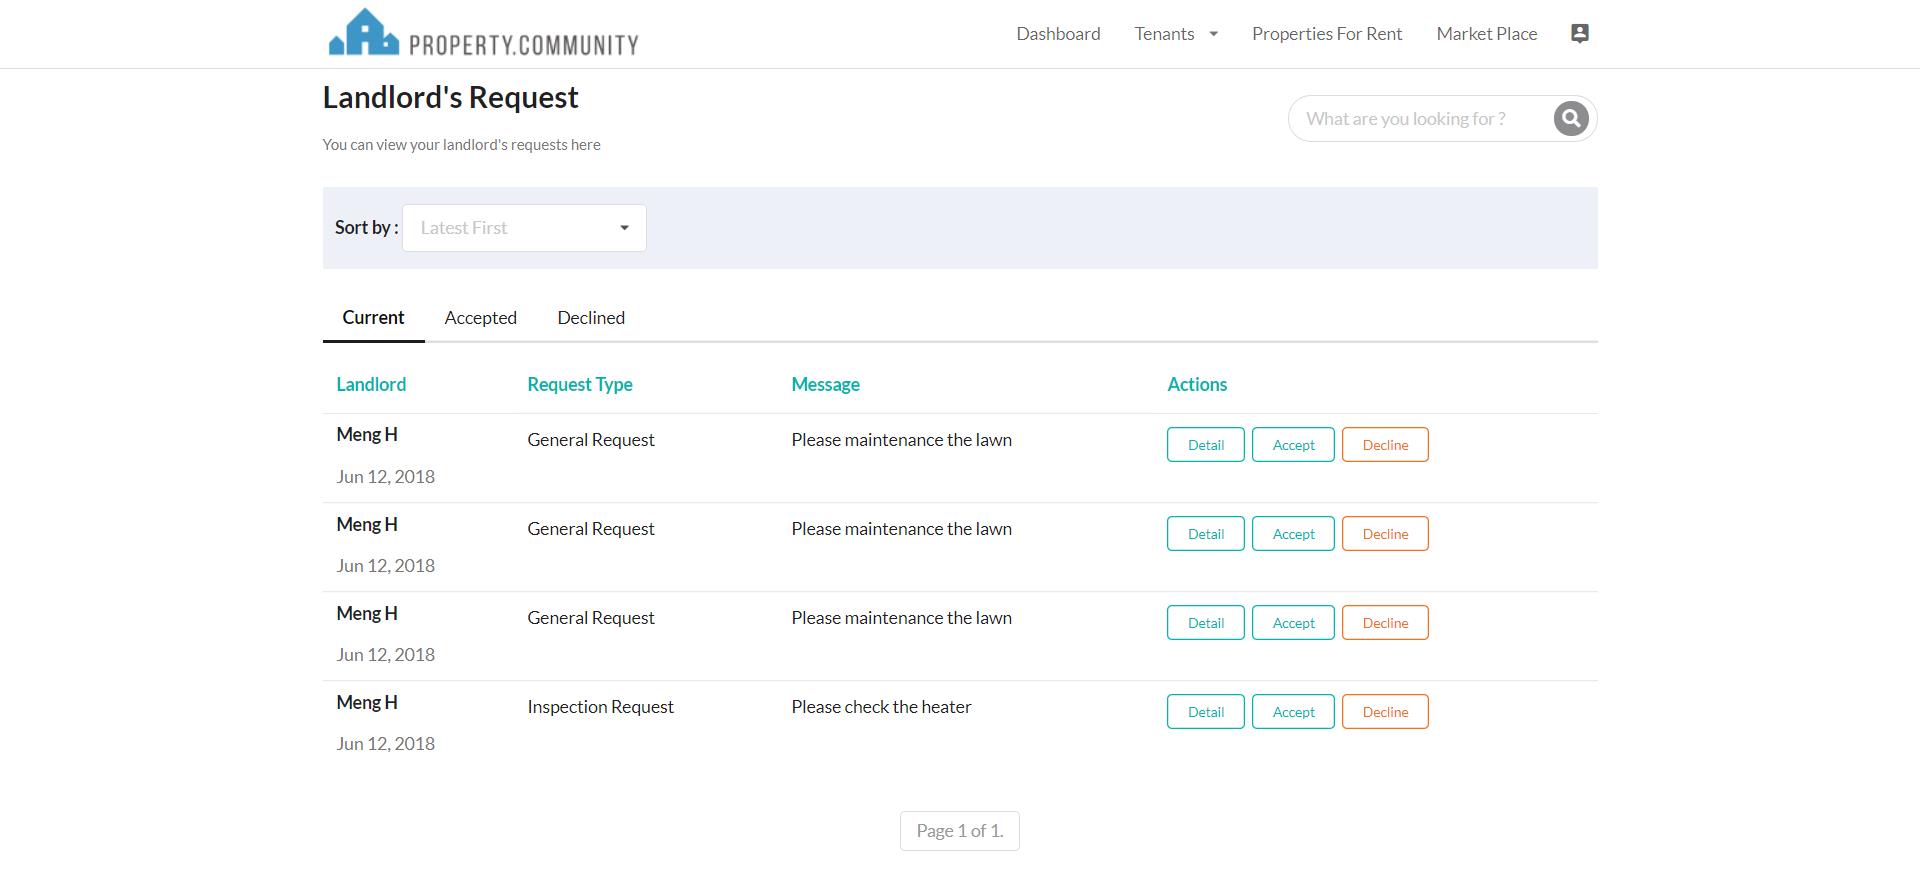 PROPERTY.COMMUNITY
Dashboard Tenants Properties For Rent Market Place
Landlord's Request
What are you looking for ?
You can view your landlord's requests here
Sort by : Latest First
Current Accepted Declined
Landlord Request Type Message Actions
Meng H General Request Please maintenance the lawn Detail Accept Decline
Jun 12, 2018
Meng H General Request Please maintenance the lawn Detail Accept Decline
Jun 12, 2018
Meng H General Request Please maintenance the lawn Detail Accept Decline
Jun 12, 2018
Meng H Inspection Request Please check the heater Detail Accept Decline
Jun 12, 2018
Page 1 of 1.